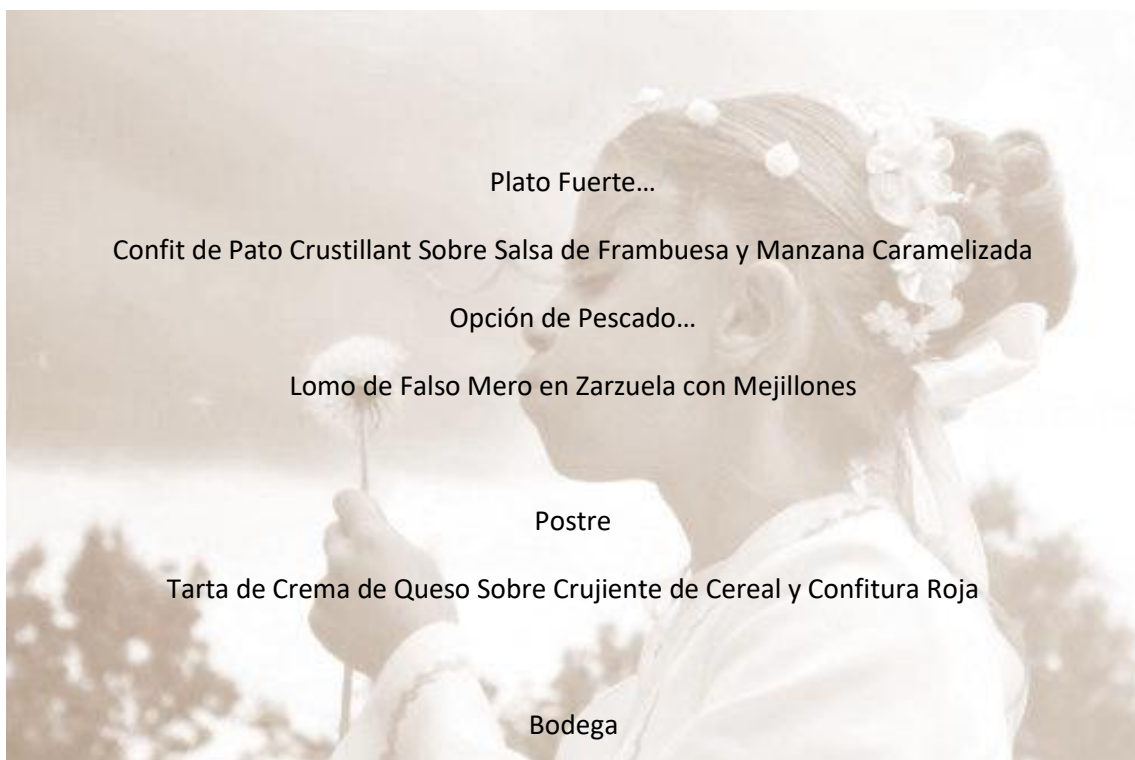 Plato Fuerte…
Confit de Pato Crustillant Sobre Salsa de Frambuesa y Manzana Caramelizada
Opción de Pescado…
Lomo de Falso Mero en Zarzuela con Mejillones
Postre
Tarta de Crema de Queso Sobre Crujiente de Cereal y Confitura Roja
Bodega